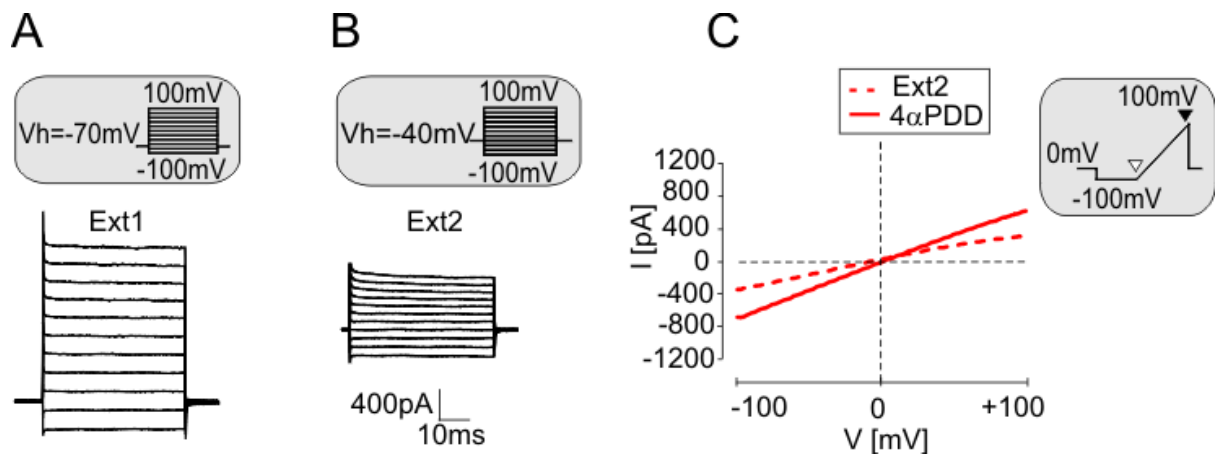 A
100mV
Vh=-70mV
-100mV
Ext1
B
100mV
Vh=-40mV
-100mV
Ext2
400pA
10ms
C
Ext2
4αPDD
100mV
0mV
-100mV
1200
800
400
0
-400
-800
-1200
I [pA]
-100
0
+100
V [mV]